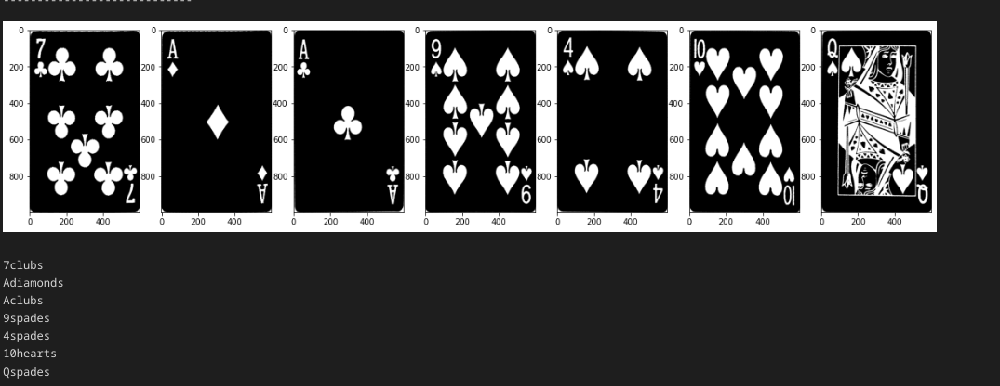 7 A A 9 4 10 Q
0 0 0 0 0 0 0
200 200 200 200 200 200 200
400 400 400 400 400 400 400
600 600 600 600 600 600 600
800 800 800 800 800 800 800
7 A A 9 4 10 Q
0 200 400 0 200 400 0 200 400 0 200 400 0 200 400 0 200 400 0 200 400
7clubs
Adiamonds
Aclubs
9spades
4spades
10hearts
Qspades